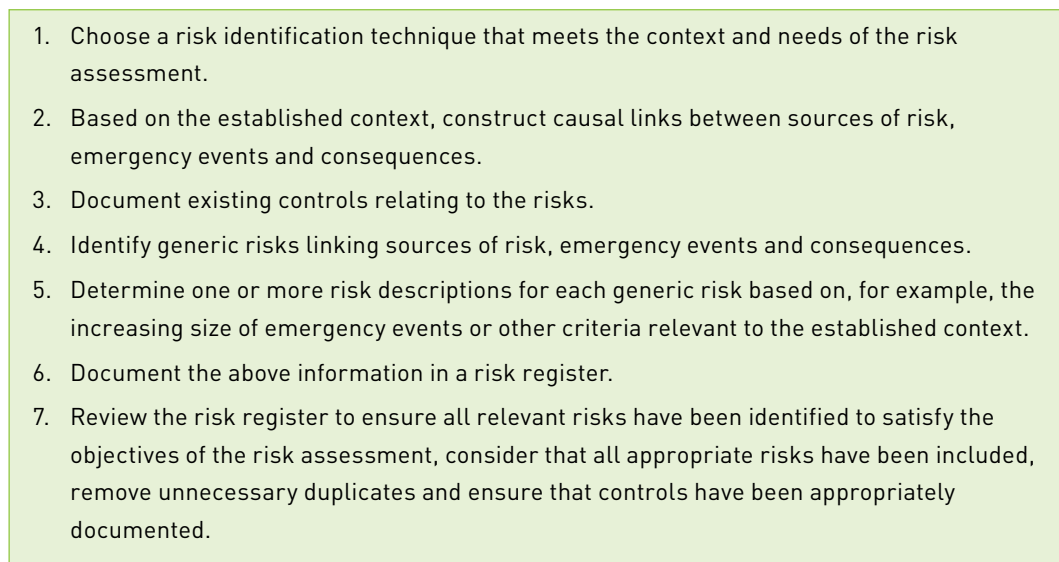 1. Choose a risk identification technique that meets the context and needs of the risk
assessment.
2. Based on the established context, construct causal links between sources of risk,
emergency events and consequences.
3. Document existing controls relating to the risks.
4. Identify generic risks linking sources of risk, emergency events and consequences.
5. Determine one or more risk descriptions for each generic risk based on, for example, the
increasing size of emergency events or other criteria relevant to the established context.
6. Document the above information in a risk register.
7. Review the risk register to ensure all relevant risks have been identified to satisfy the
objectives of the risk assessment, consider that all appropriate risks have been included,
remove unnecessary duplicates and ensure that controls have been appropriately
documented.